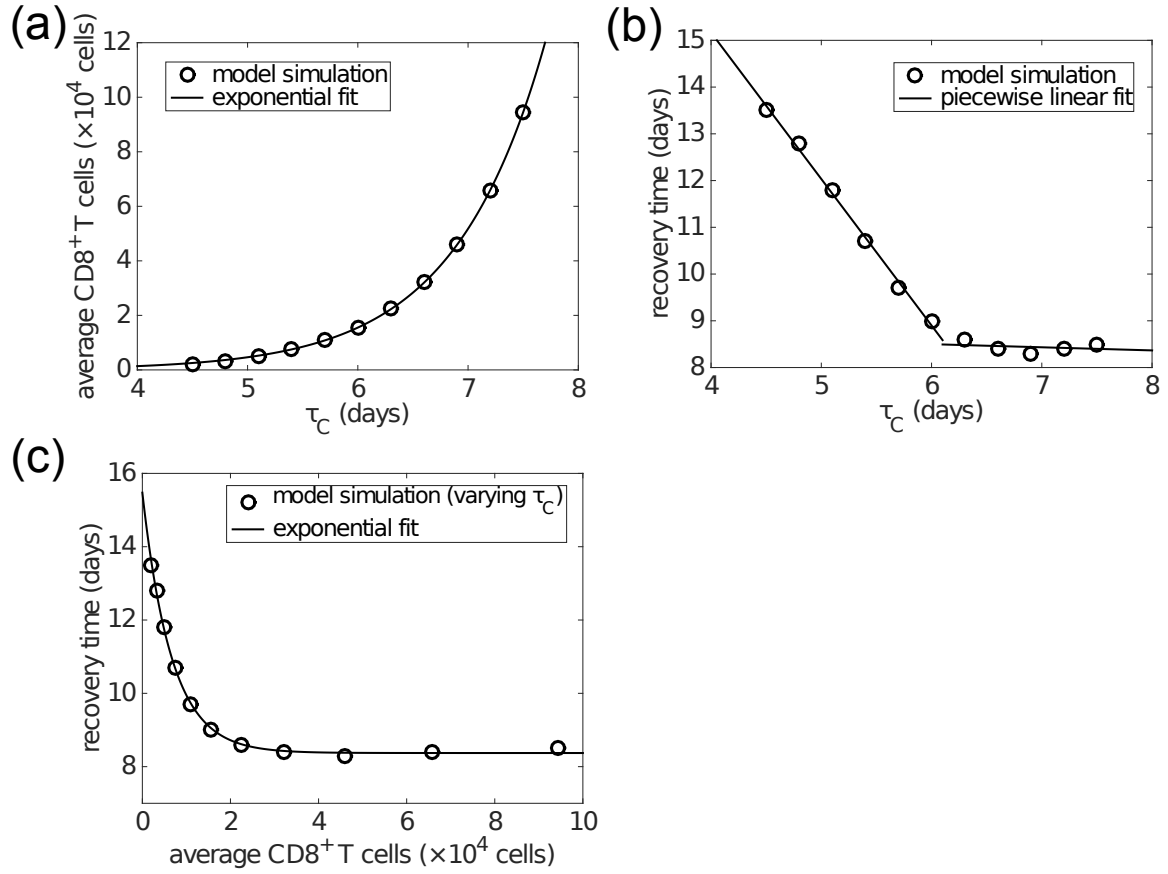 (a)
average CD8+ T cells (×10^4 cells)
12
10
8
6
4
2
0
model simulation
exponential fit
4 5 6 7 8
τ_C (days)
(b)
recovery time (days)
15
14
13
12
11
10
9
8
model simulation
piecewise linear fit
4 5 6 7 8
τ_C (days)
(c)
recovery time (days)
16
14
12
10
8
model simulation (varying τ_C)
exponential fit
0 2 4 6 8 10
average CD8+ T cells (×10^4 cells)